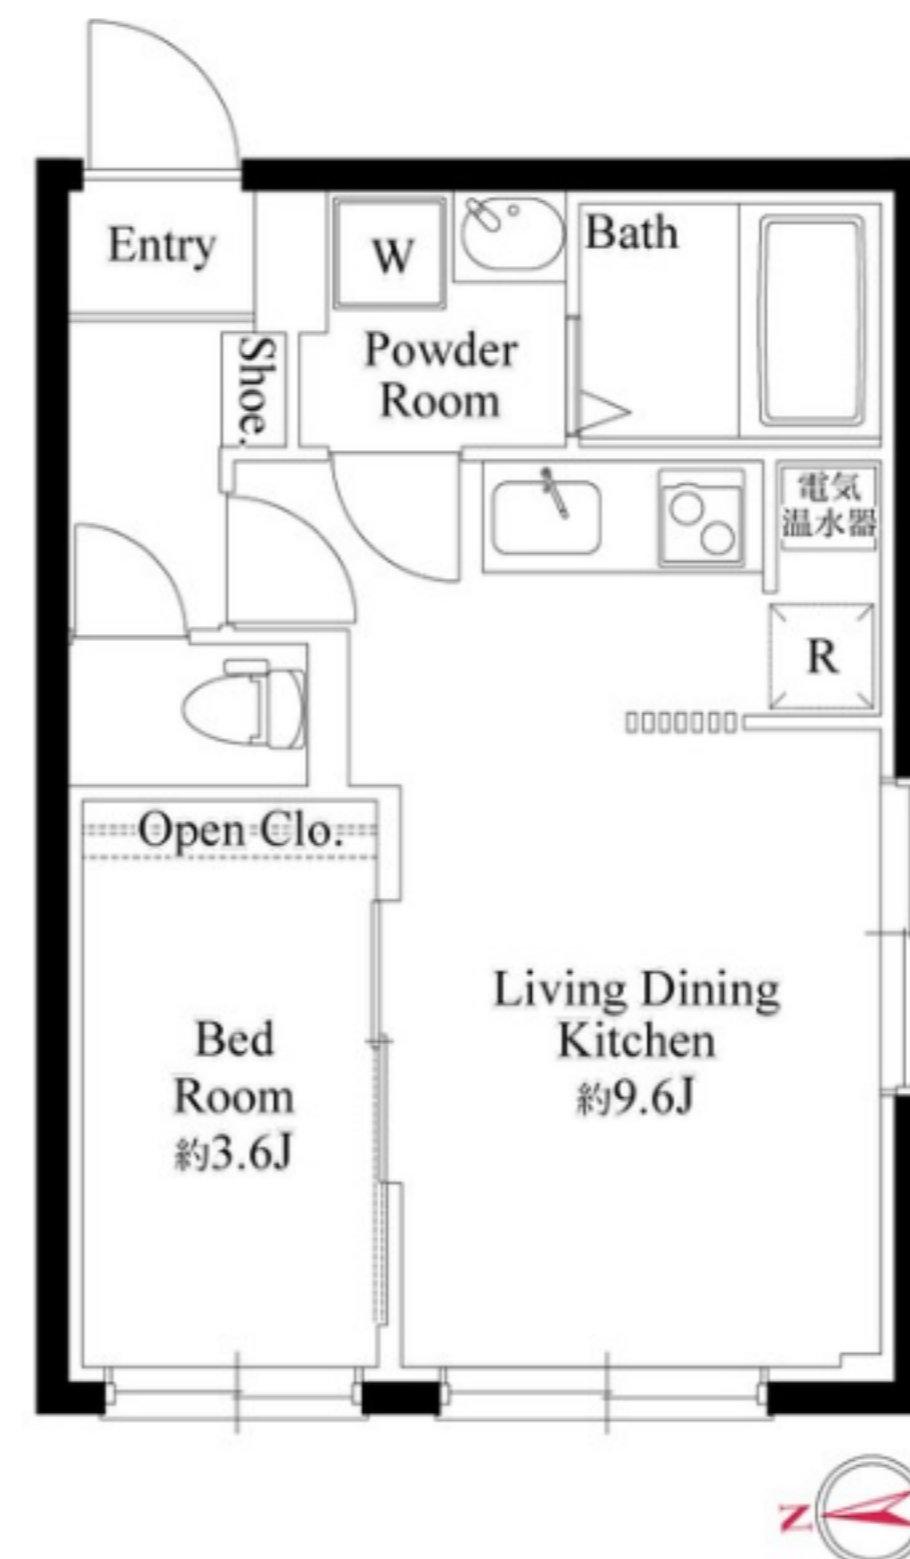 Entry
W
Bath
Shoe.
Powder
Room
電気
温水器
R
Open Clo.
Living Dining
Kitchen
約9.6J
Bed
Room
約3.6J
N